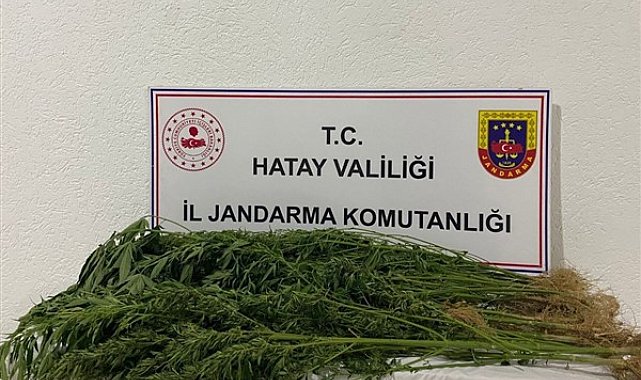 T.C.
HATAY VALİLİĞİ
İL JANDARMA KOMUTANLIĞI
JANDARMA